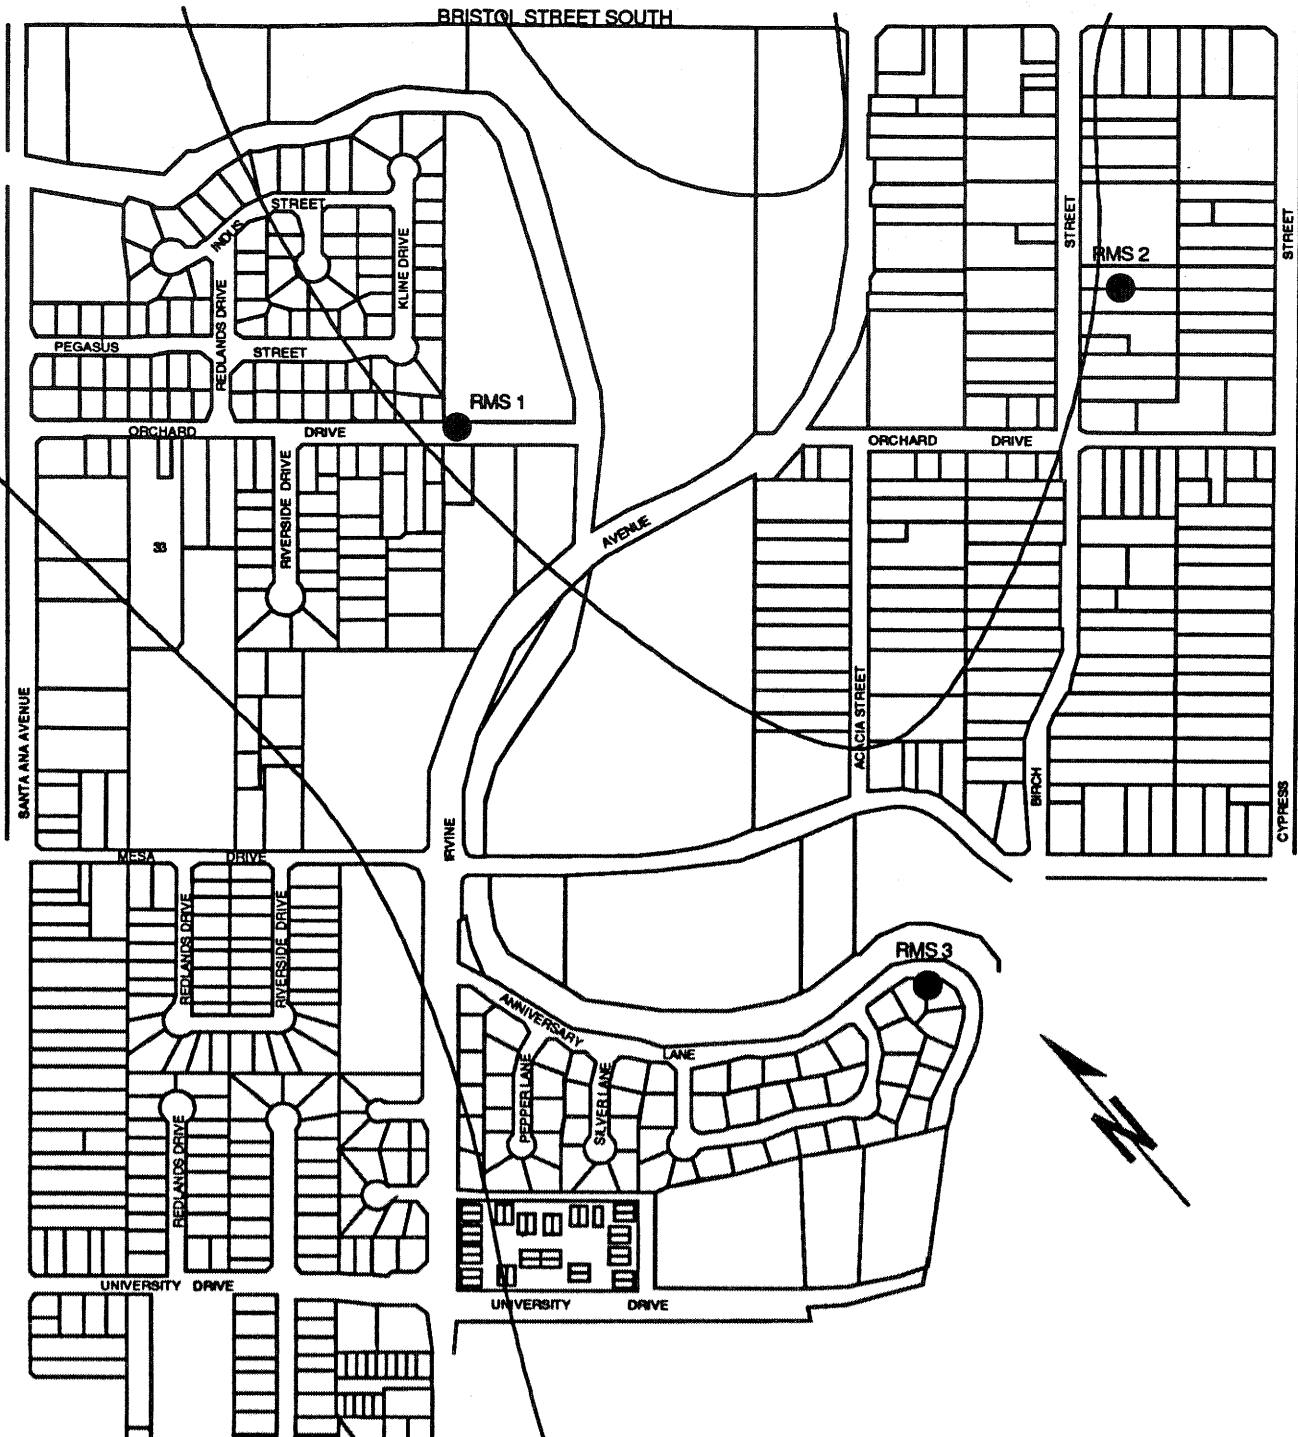 BRISTOL STREET SOUTH
STREET
INDUS
KLINE DRIVE
REDLANDS DRIVE
STREET
STREET
RMS 2
PEGASUS
STREET
RMS 1
ORCHARD
DRIVE
ORCHARD
DRIVE
RIVERSIDE DRIVE
AVENUE
SANTA ANA AVENUE
ACACIA STREET
BIRCH
CYPRESS
IRVINE
MESA
DRIVE
REDLANDS DRIVE
RIVERSIDE DRIVE
RMS 3
ANNIVERSARY
LANE
PEPPER LANE
SILVER LANE
REDLANDS DRIVE
N
UNIVERSITY
DRIVE
UNIVERSITY
DRIVE